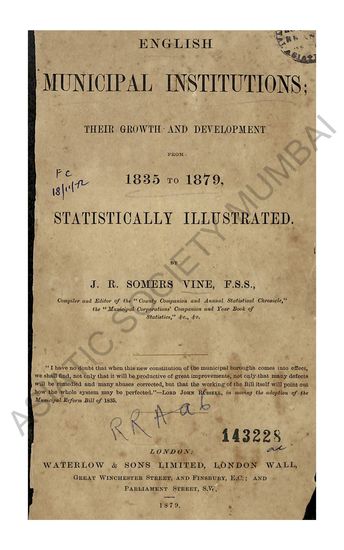 ENGLISH
MUNICIPAL INSTITUTIONS;
THEIR GROWTH AND DEVELOPMENT
FROM
1835 TO 1879,
FC
18/11/72
STATISTICALLY ILLUSTRATED.
BY
J. R. SOMERS VINE, F.S.S.,
Compiler and Editor of the "County Companion and Annual Statistical Chronicle,"
the "Municipal Corporations' Companion and Year Book of
Statistics," &c., &c.
"I have no doubt that when this new constitution of the municipal boroughs comes into effect,
we shall find, not only that it will be productive of great improvements, not only that many defects
will be remedied and many abuses corrected, but that the working of the Bill itself will point out
how the whole system may be perfected."—LORD JOHN RUSSELL, in moving the adoption of the
Municipal Reform Bill of 1835.
143228
LONDON:
WATERLOW & SONS LIMITED, LONDON WALL,
GREAT WINCHESTER STREET, AND FINSBURY, E.C.; AND
PARLIAMENT STREET, S.W.
1879.
ASIATIC SOCIETY MUMBAI